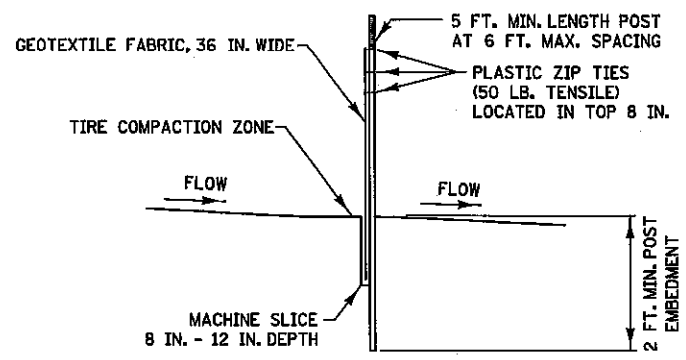 5 FT. MIN. LENGTH POST
AT 6 FT. MAX. SPACING
GEOTEXTILE FABRIC, 36 IN. WIDE
PLASTIC ZIP TIES
(50 LB. TENSILE)
LOCATED IN TOP 8 IN.
TIRE COMPACTION ZONE
FLOW
FLOW
MACHINE SLICE
8 IN. - 12 IN. DEPTH
2 FT. MIN. POST
EMBEDMENT